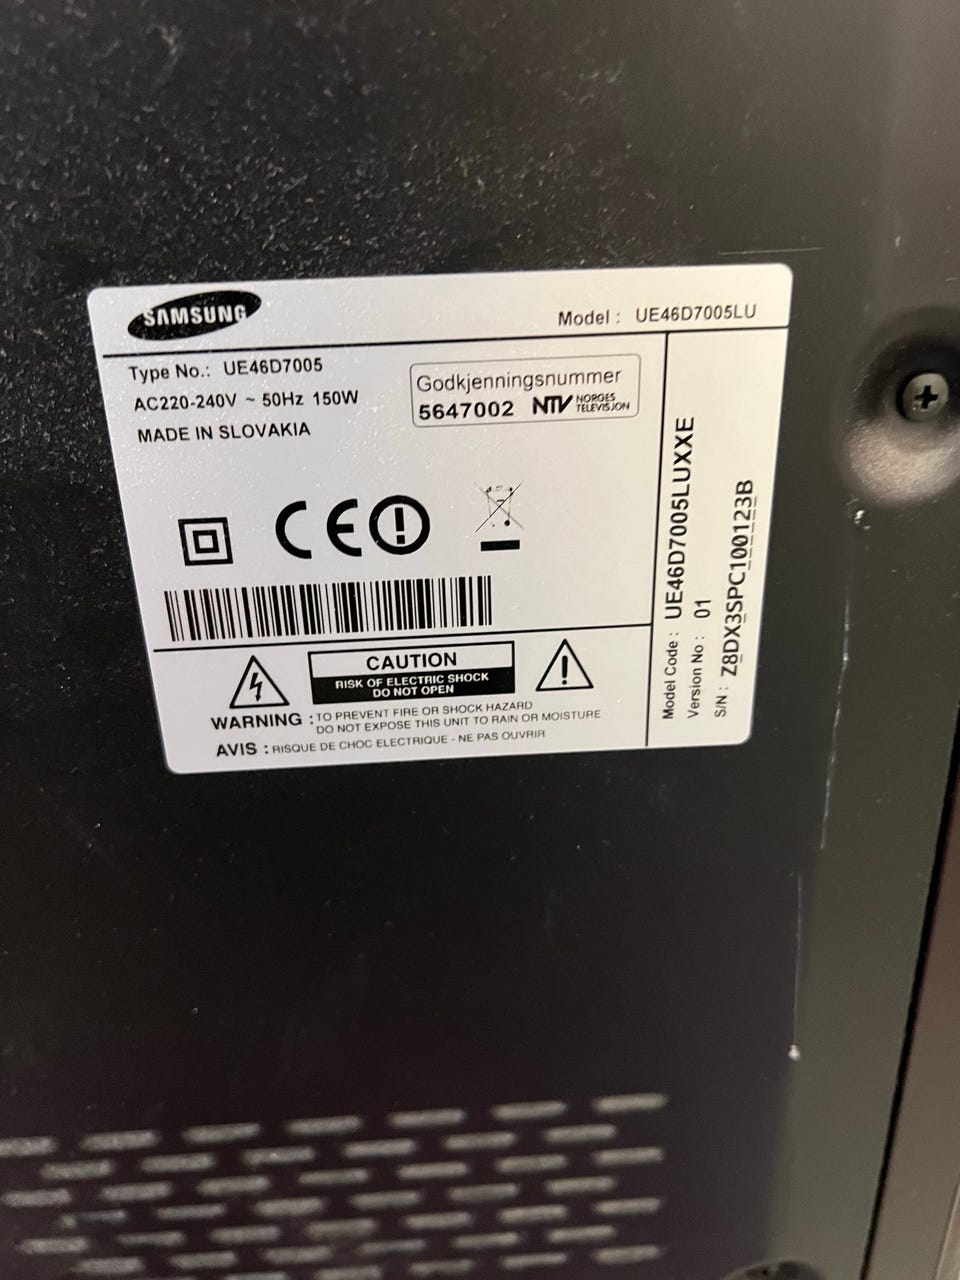 SAMSUNG
Model : UE46D7005LU
Type No.: UE46D7005
AC220-240V ~ 50Hz 150W
MADE IN SLOVAKIA
Godkjenningsnummer
5647002 NTV NORGES
TELEVISJON
CE
CAUTION
RISK OF ELECTRIC SHOCK
DO NOT OPEN
WARNING : TO PREVENT FIRE OR SHOCK HAZARD
DO NOT EXPOSE THIS UNIT TO RAIN OR MOISTURE
AVIS : RISQUE DE CHOC ELECTRIQUE - NE PAS OUVRIR
Model Code : UE46D7005LUXXE
Version No : 01
S/N : Z8DX3SPC100123B